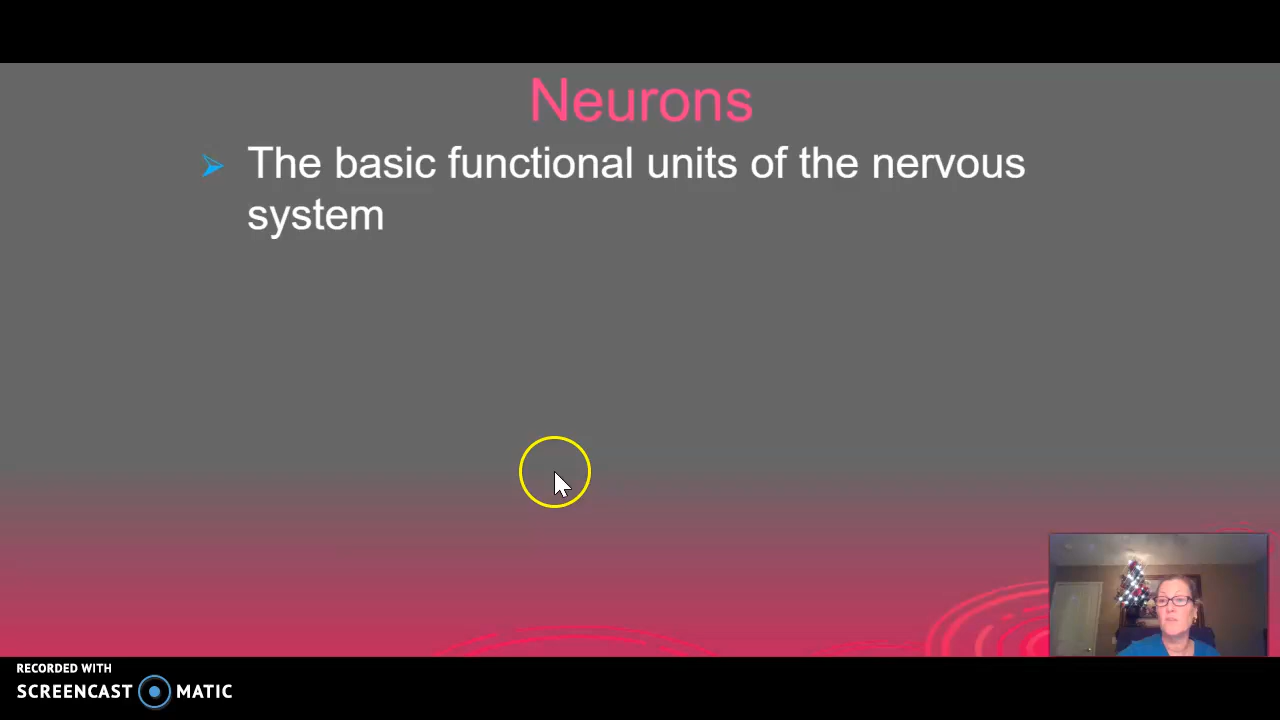 Neurons
The basic functional units of the nervous
system
RECORDED WITH
SCREENCAST MATIC